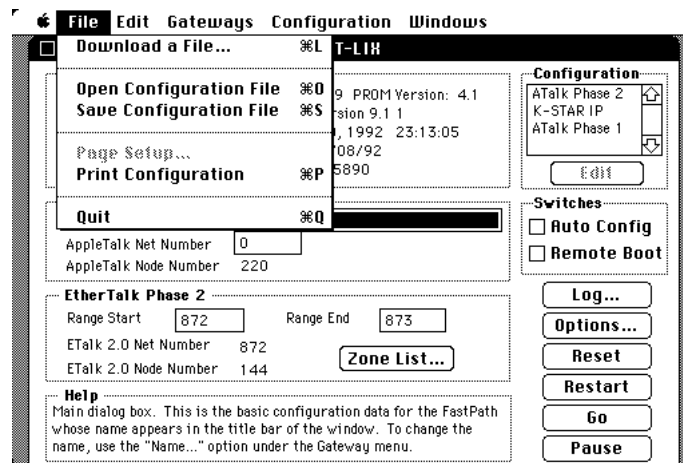 File Edit Gateways Configuration Windows
Download a File... ⌘L
Open Configuration File ⌘O
Save Configuration File ⌘S
Page Setup...
Print Configuration ⌘P
Quit ⌘Q
T-LIX
9 PROM Version: 4.1
rsion 9.1 1
, 1992 23:13:05
08/92
5890
AppleTalk Net Number 0
AppleTalk Node Number 220
EtherTalk Phase 2
Range Start 872 Range End 873
ETalk 2.0 Net Number 872
ETalk 2.0 Node Number 144
Zone List...
Help
Main dialog box. This is the basic configuration data for the FastPath
whose name appears in the title bar of the window. To change the
name, use the "Name..." option under the Gateway menu.
Configuration
ATalk Phase 2
K-STAR IP
ATalk Phase 1
Edit
Switches
Auto Config
Remote Boot
Log...
Options...
Reset
Restart
Go
Pause